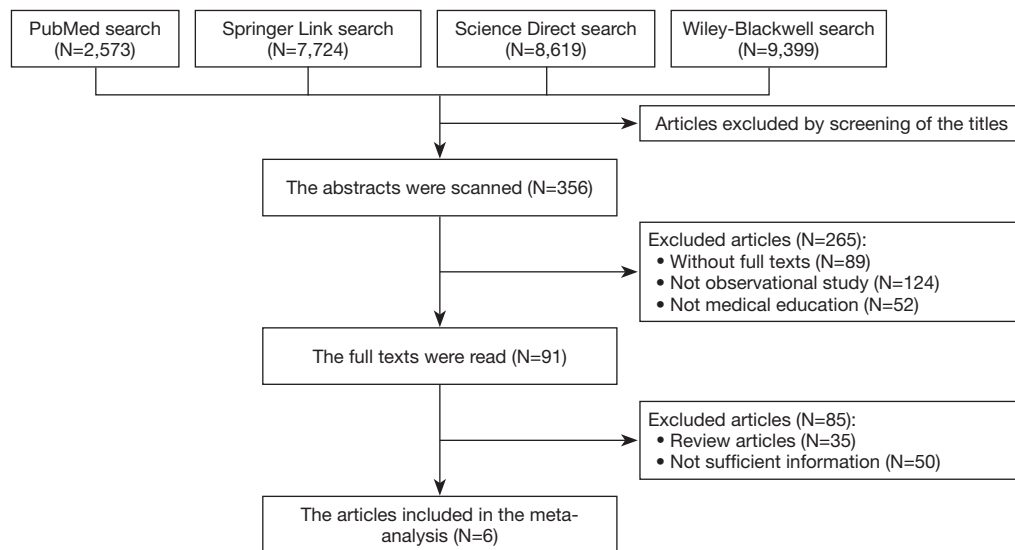 PubMed search
(N=2,573)
Springer Link search
(N=7,724)
Science Direct search
(N=8,619)
Wiley-Blackwell search
(N=9,399)
Articles excluded by screening of the titles
The abstracts were scanned (N=356)
Excluded articles (N=265):
• Without full texts (N=89)
• Not observational study (N=124)
• Not medical education (N=52)
The full texts were read (N=91)
Excluded articles (N=85):
• Review articles (N=35)
• Not sufficient information (N=50)
The articles included in the meta-
analysis (N=6)